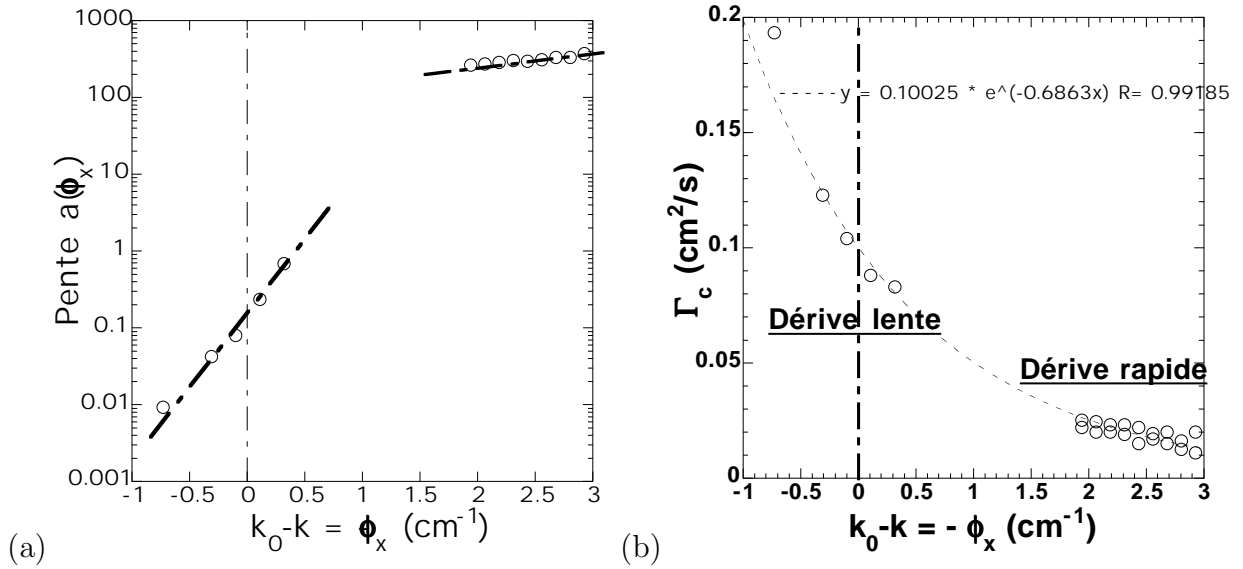 1000
100
10
1
0.1
0.01
0.001
Pente a(ϕx)
-1 -0.5 0 0.5 1 1.5 2 2.5 3
k0-k = ϕx (cm-1)
(a)
0.2
0.15
0.1
0.05
0
Γc (cm2/s)
y = 0.10025 * e^(-0.6863x) R= 0.99185
Dérive lente
Dérive rapide
-1 -0.5 0 0.5 1 1.5 2 2.5 3
k0-k = - ϕx (cm-1)
(b)